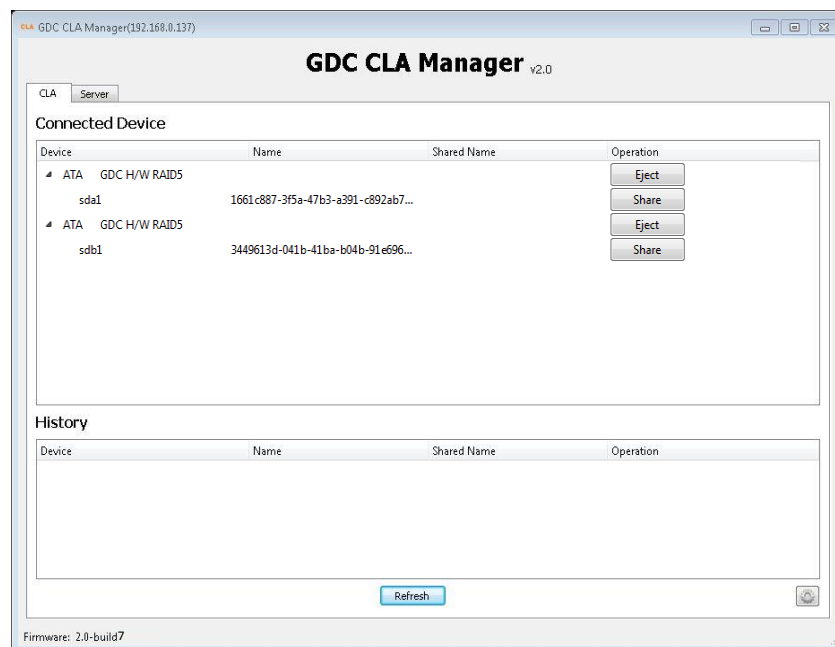 CLA GDC CLA Manager(192.168.0.137)
GDC CLA Manager v2.0
CLA Server
Connected Device
Device Name Shared Name Operation
ATA GDC H/W RAID5 Eject
sda1 1661c887-3f5a-47b3-a391-c892ab7... Share
ATA GDC H/W RAID5 Eject
sdb1 3449613d-041b-41ba-b04b-91e696... Share
History
Device Name Shared Name Operation
Refresh
Firmware: 2.0-build7